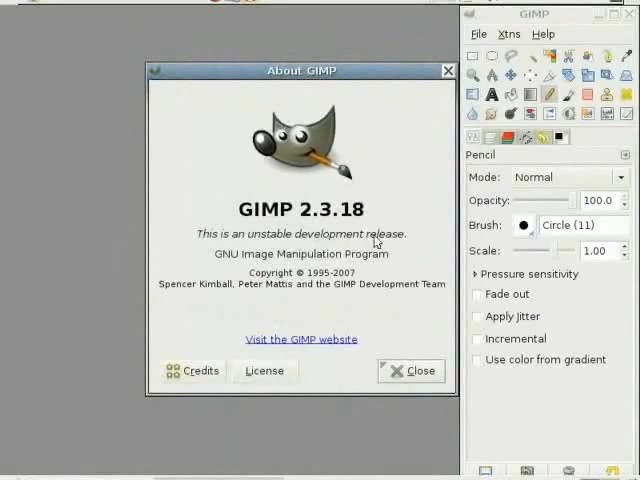 GIMP
File Xtns Help
About GIMP
GIMP 2.3.18
This is an unstable development release.
GNU Image Manipulation Program
Copyright © 1995-2007
Spencer Kimball, Peter Mattis and the GIMP Development Team
Visit the GIMP website
Credits License Close
Pencil
Mode: Normal
Opacity: 100.0
Brush: Circle (11)
Scale: 1.00
Pressure sensitivity
Fade out
Apply Jitter
Incremental
Use color from gradient